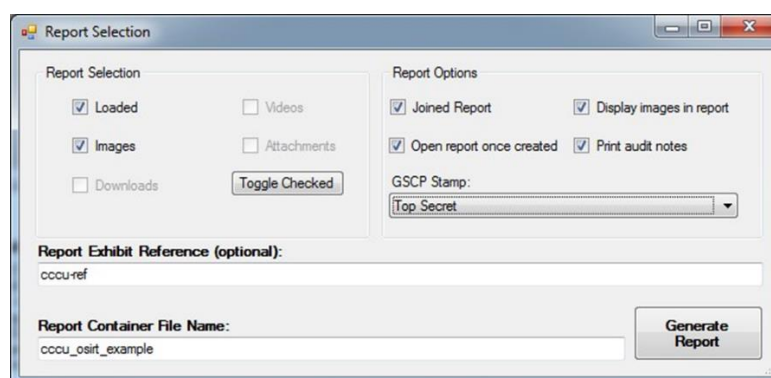 Report Selection
Report Selection
Loaded
Videos
Images
Attachments
Downloads
Toggle Checked
Report Options
Joined Report
Display images in report
Open report once created
Print audit notes
GSCP Stamp:
Top Secret
Report Exhibit Reference (optional):
cccu-ref
Report Container File Name:
cccu_osirt_example
Generate
Report